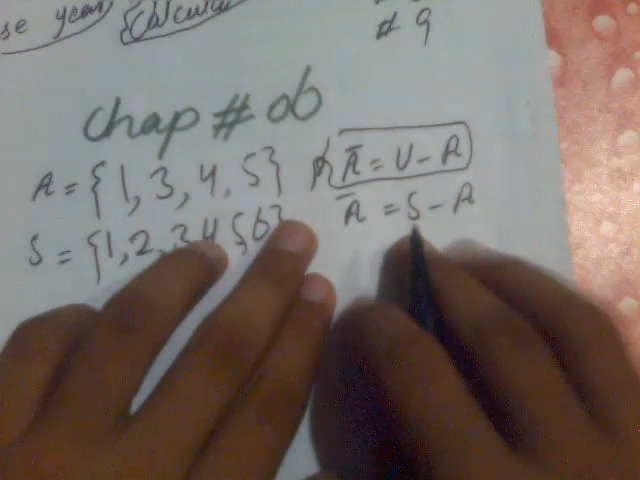 se year
# 9
Chap # 06
A = {1, 3, 4, 5} Ā = U - A
S = {1, 2, 3 4 5, 6} Ā = S - A